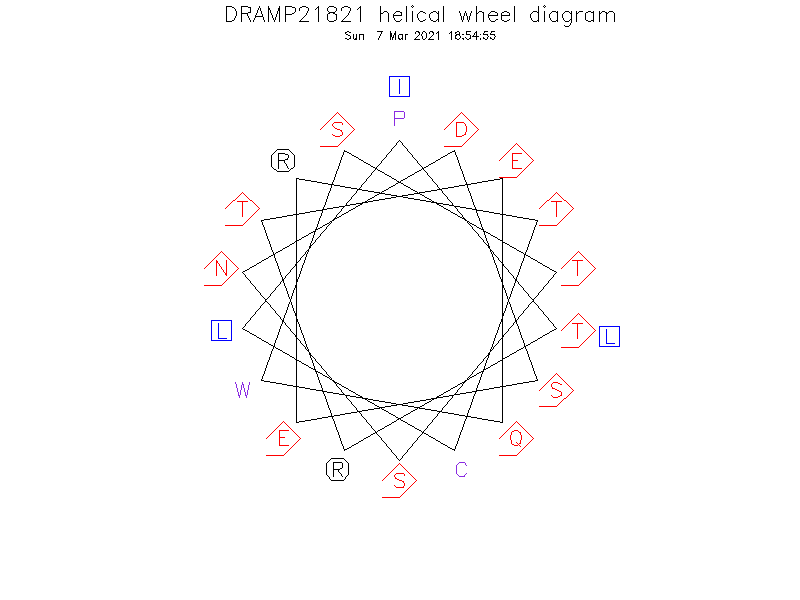 DRAMP21821 helical wheel diagram
Sun 7 Mar 2021 18:54:55
I
P
S D
R E
T T
N T
L T L
W S
E Q
R C
S